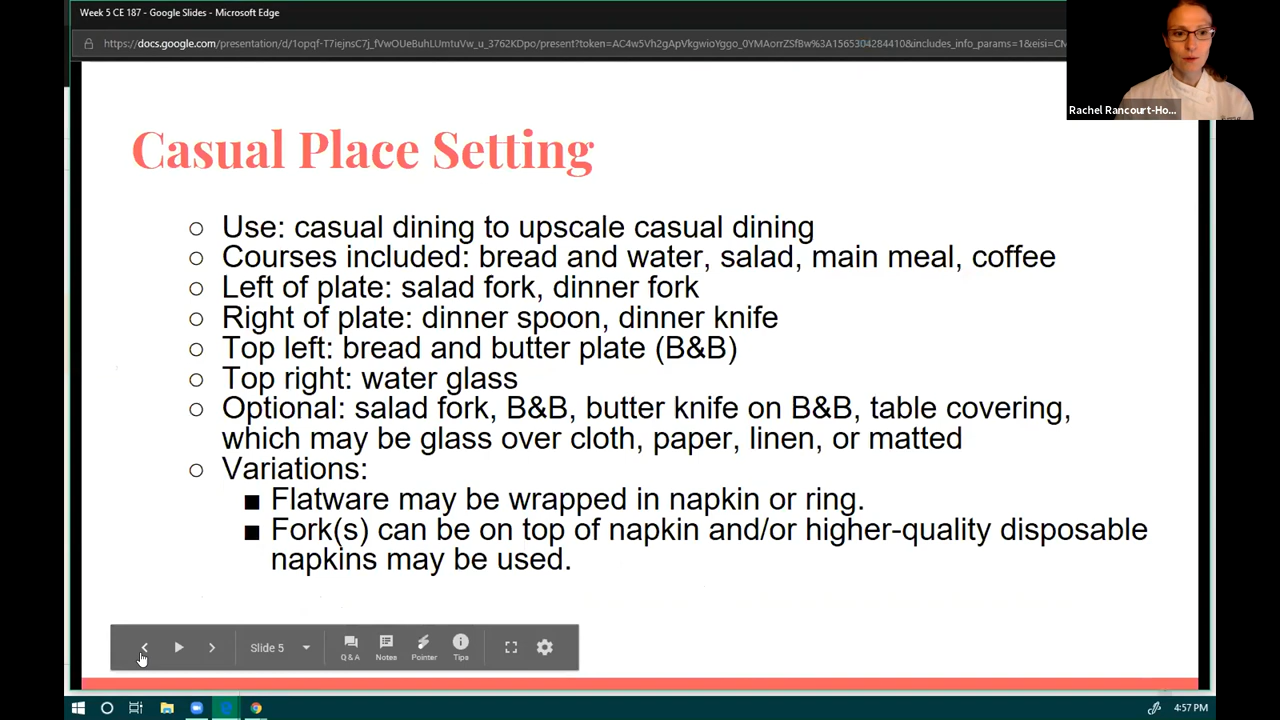 Week 5 CE 187 - Google Slides - Microsoft Edge
https://docs.google.com/presentation/d/1opqf-T7iejnsC7j_fVwOUeBuhLUmtuVw_u_3762KDpo/present?token=AC4w5Vh2gApVkgwioYggo_0YMAorrZSfBw%3A1565304284410&includes_info_params=1&eisi=CM
Rachel Rancourt-Ho...
Casual Place Setting
○ Use: casual dining to upscale casual dining
○ Courses included: bread and water, salad, main meal, coffee
○ Left of plate: salad fork, dinner fork
○ Right of plate: dinner spoon, dinner knife
○ Top left: bread and butter plate (B&B)
○ Top right: water glass
○ Optional: salad fork, B&B, butter knife on B&B, table covering,
which may be glass over cloth, paper, linen, or matted
○ Variations:
■ Flatware may be wrapped in napkin or ring.
■ Fork(s) can be on top of napkin and/or higher-quality disposable
napkins may be used.
Slide 5
Q & A
Notes
Pointer
Tips
4:57 PM